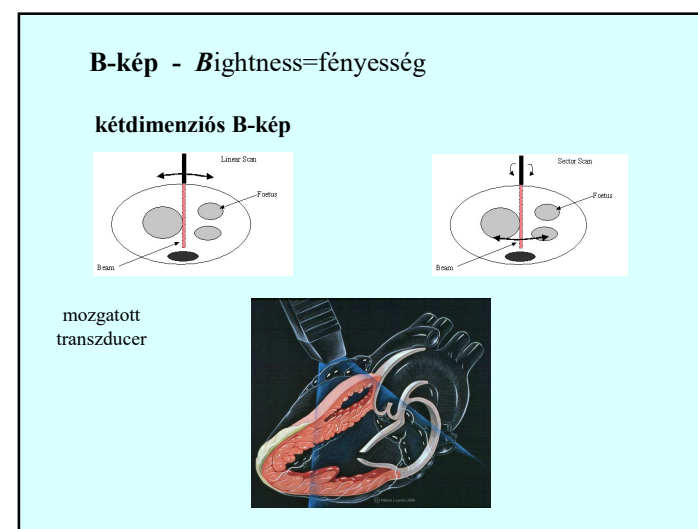 B-kép - Bightness=fényesség
kétdimenziós B-kép
Linear Scan
Foetus
Beam
Sector Scan
Foetus
Beam
mozgatott
transzducer